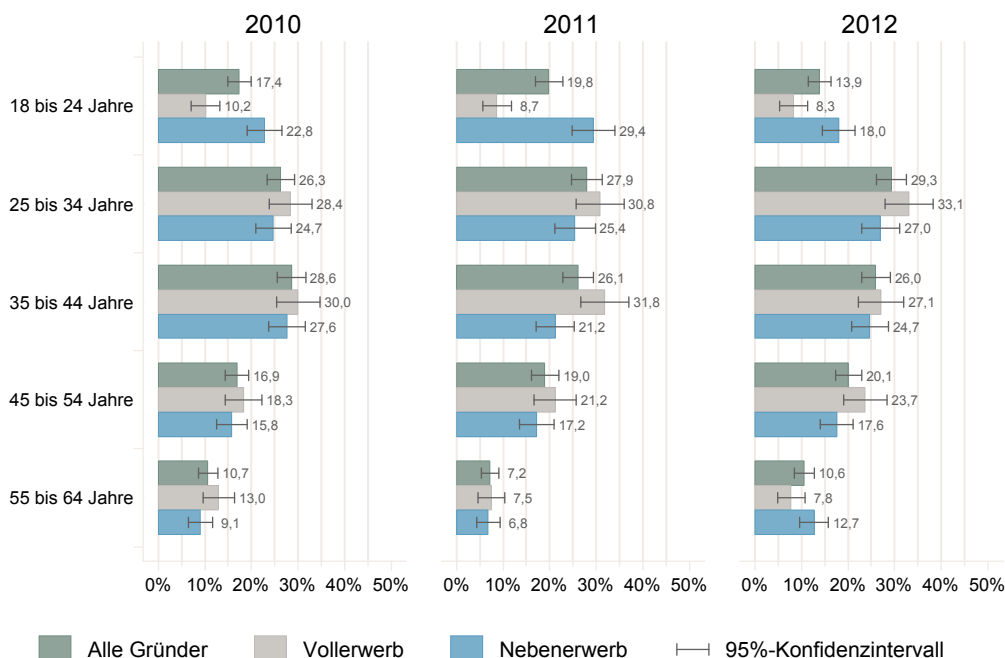 2010 2011 2012
18 bis 24 Jahre
17,4 19,8 13,9
10,2 8,7 8,3
22,8 29,4 18,0
25 bis 34 Jahre
26,3 27,9 29,3
28,4 30,8 33,1
24,7 25,4 27,0
35 bis 44 Jahre
28,6 26,1 26,0
30,0 31,8 27,1
27,6 21,2 24,7
45 bis 54 Jahre
16,9 19,0 20,1
18,3 21,2 23,7
15,8 17,2 17,6
55 bis 64 Jahre
10,7 7,2 10,6
13,0 7,5 7,8
9,1 6,8 12,7
0% 10% 20% 30% 40% 50% 0% 10% 20% 30% 40% 50% 0% 10% 20% 30% 40% 50%
Alle Gründer Vollerwerb Nebenerwerb 95%-Konfidenzintervall